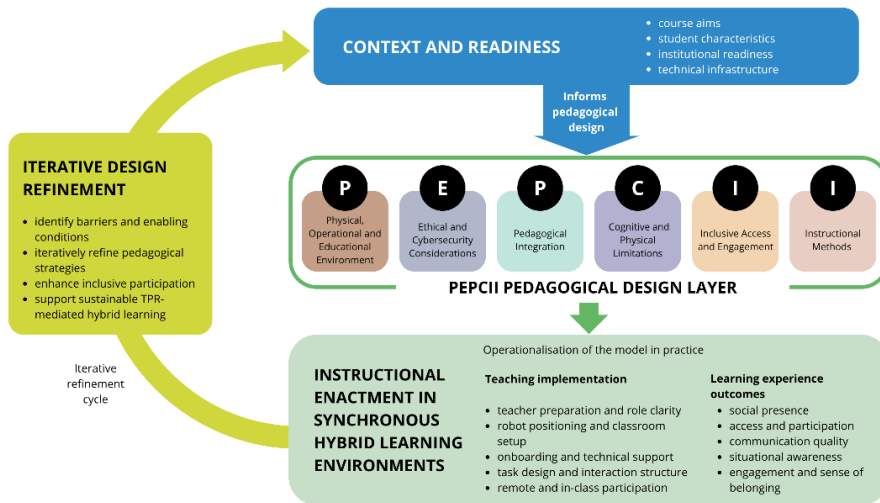 CONTEXT AND READINESS
• course aims
• student characteristics
• institutional readiness
• technical infrastructure
Informs
pedagogical
design
P
Physical,
Operational and
Educational
Environment
E
Ethical and
Cybersecurity
Considerations
P
Pedagogical
Integration
C
Cognitive and
Physical
Limitations
I
Inclusive Access
and Engagement
I
Instructional
Methods
PEPCII PEDAGOGICAL DESIGN LAYER
INSTRUCTIONAL
ENACTMENT IN
SYNCHRONOUS
HYBRID LEARNING
ENVIRONMENTS
Operationalisation of the model in practice
Teaching implementation
• teacher preparation and role clarity
• robot positioning and classroom
setup
• onboarding and technical support
• task design and interaction structure
• remote and in-class participation
Learning experience
outcomes
• social presence
• access and participation
• communication quality
• situational awareness
• engagement and sense of
belonging
Iterative
refinement
cycle
ITERATIVE DESIGN
REFINEMENT
• identify barriers and enabling
conditions
• iteratively refine pedagogical
strategies
• enhance inclusive participation
• support sustainable TPR-
mediated hybrid learning